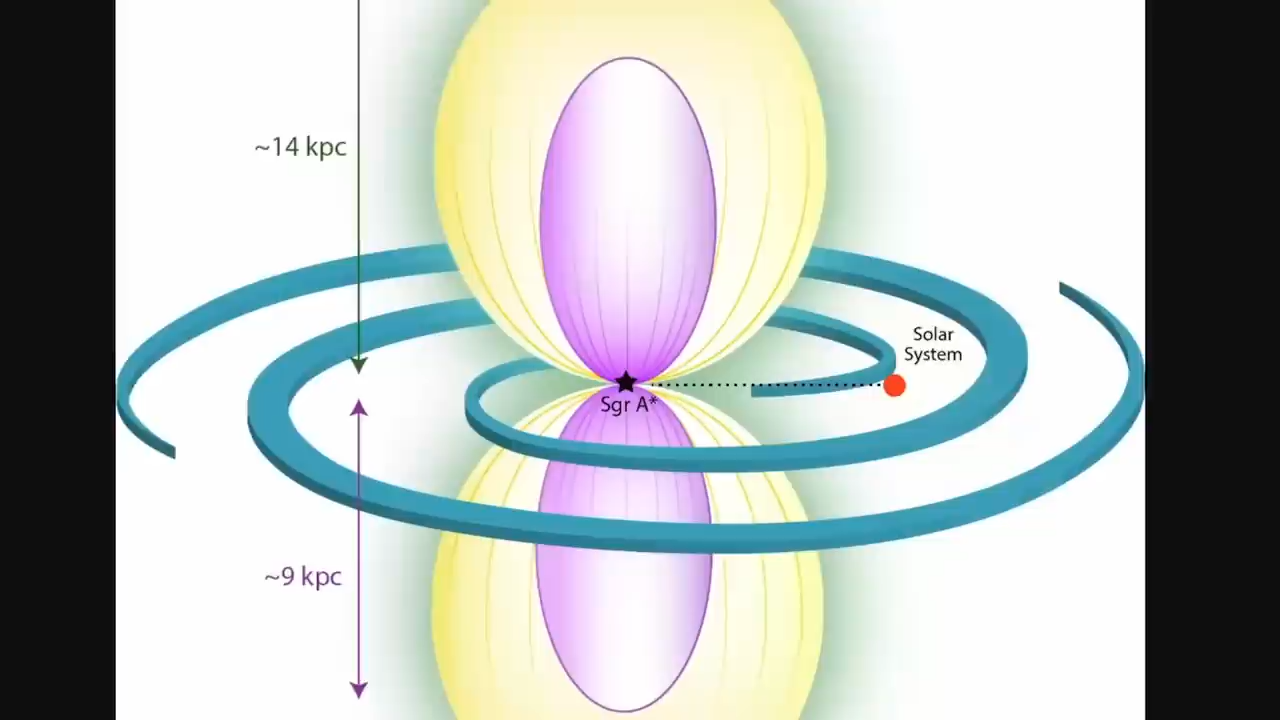 ~14 kpc
Solar
System
Sgr A*
~9 kpc